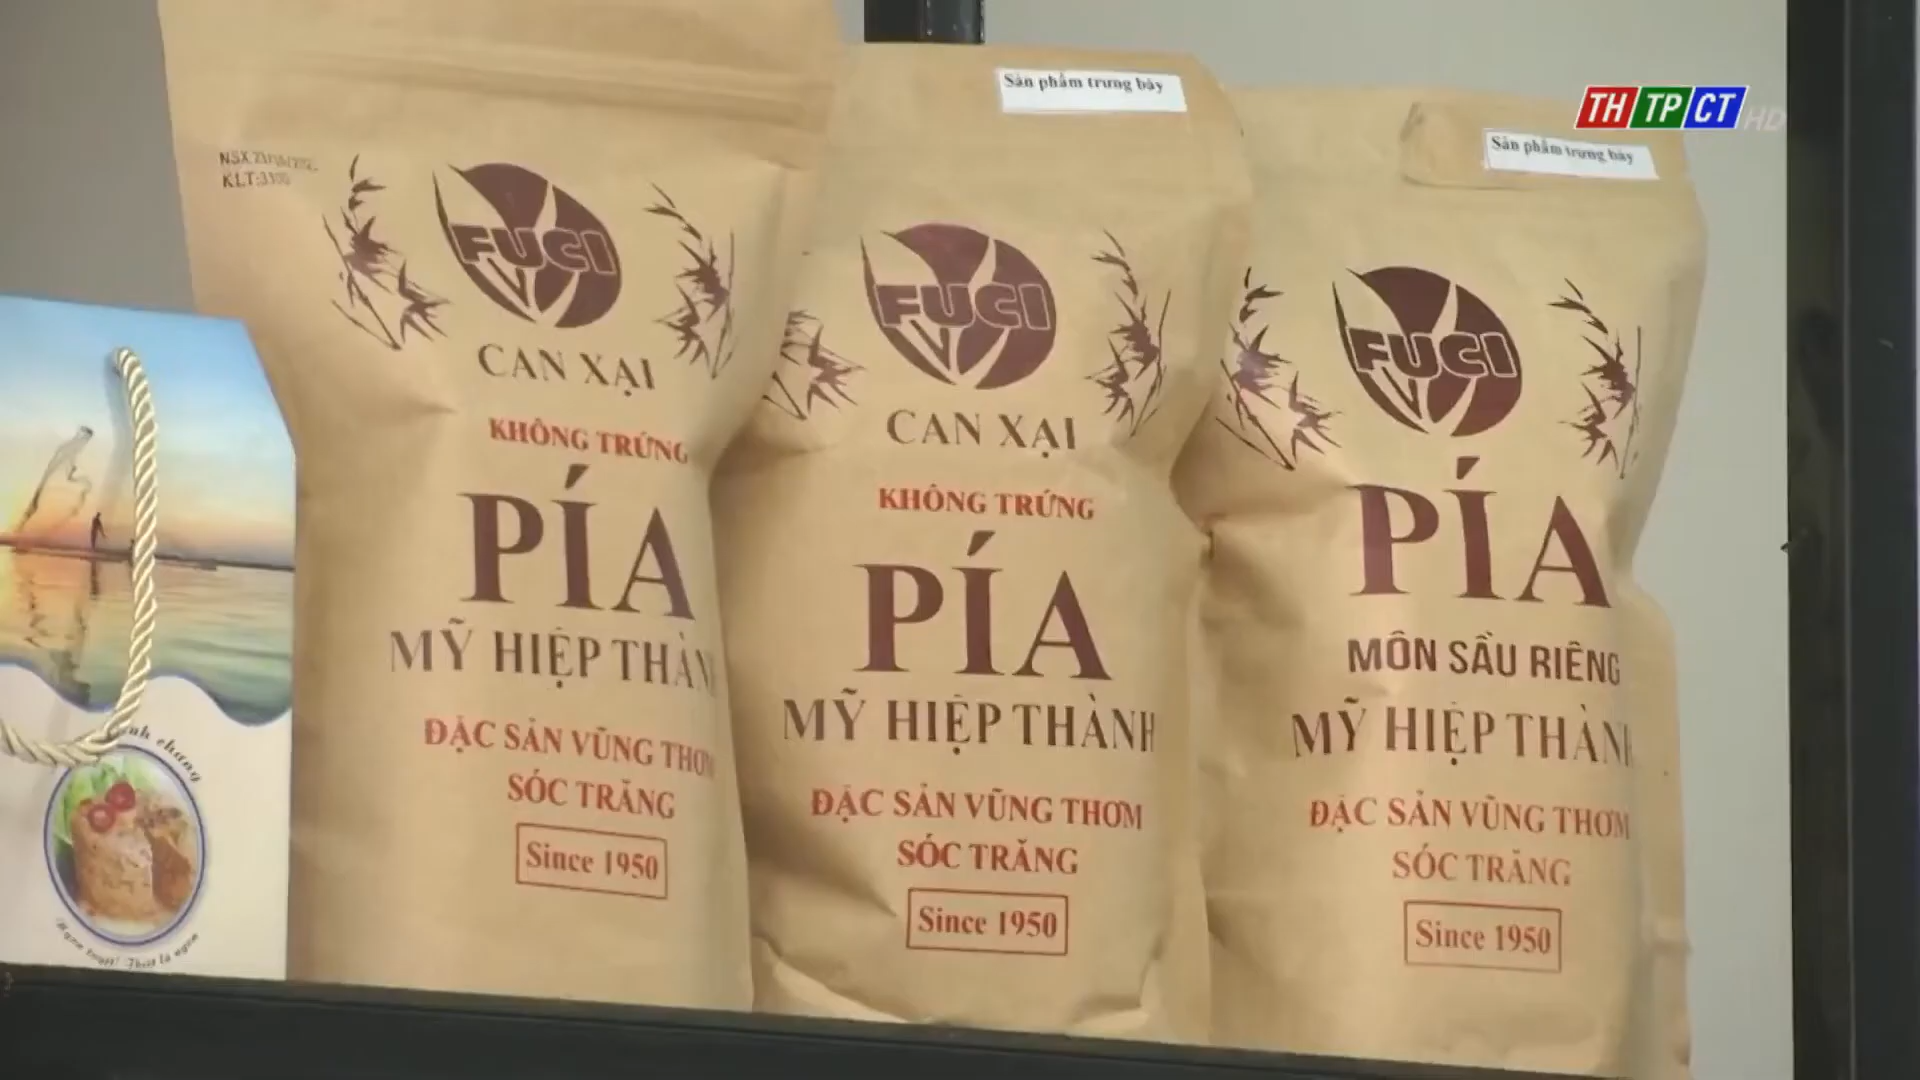 THTPCT HD
Sản phẩm trưng bày
Sản phẩm trưng bày
FUCI
CAN XẠI
KHÔNG TRỨNG
PÍA
MỸ HIỆP THÀNH
ĐẶC SẢN VŨNG THƠM
SÓC TRĂNG
Since 1950
FUCI
CAN XẠI
KHÔNG TRỨNG
PÍA
MỸ HIỆP THÀNH
ĐẶC SẢN VŨNG THƠM
SÓC TRĂNG
Since 1950
FUCI
PÍA
MÔN SẦU RIÊNG
MỸ HIỆP THÀNH
ĐẶC SẢN VŨNG THƠM
SÓC TRĂNG
Since 1950